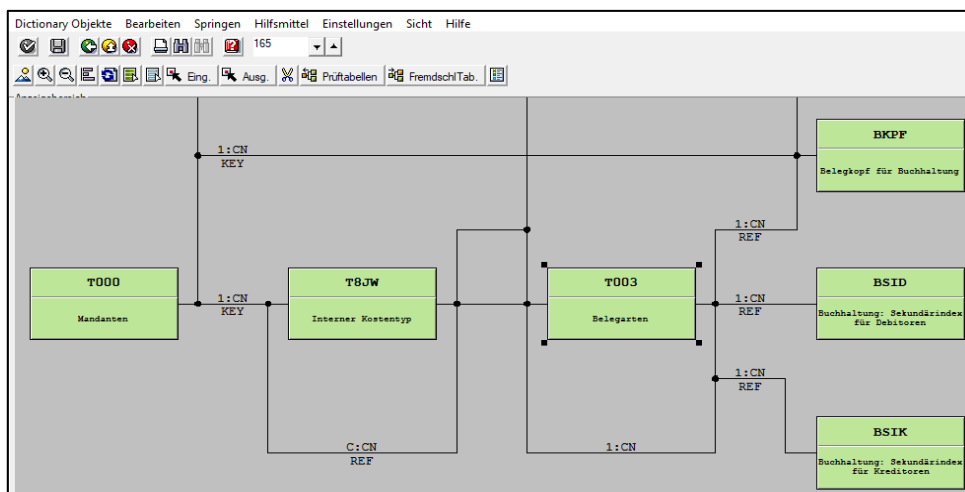 Dictionary Objekte Bearbeiten Springen Hilfsmittel Einstellungen Sicht Hilfe
165
Eing. Ausg. Prüftabellen FremdschlTab.
1:CN
KEY
BKPF
Belegkopf für Buchhaltung
1:CN
REF
T000
Mandanten
1:CN
KEY
T8JW
Interner Kostentyp
T003
Belegarten
1:CN
REF
BSID
Buchhaltung: Sekundärindex
für Debitoren
1:CN
REF
C:CN
REF
1:CN
BSIK
Buchhaltung: Sekundärindex
für Kreditoren